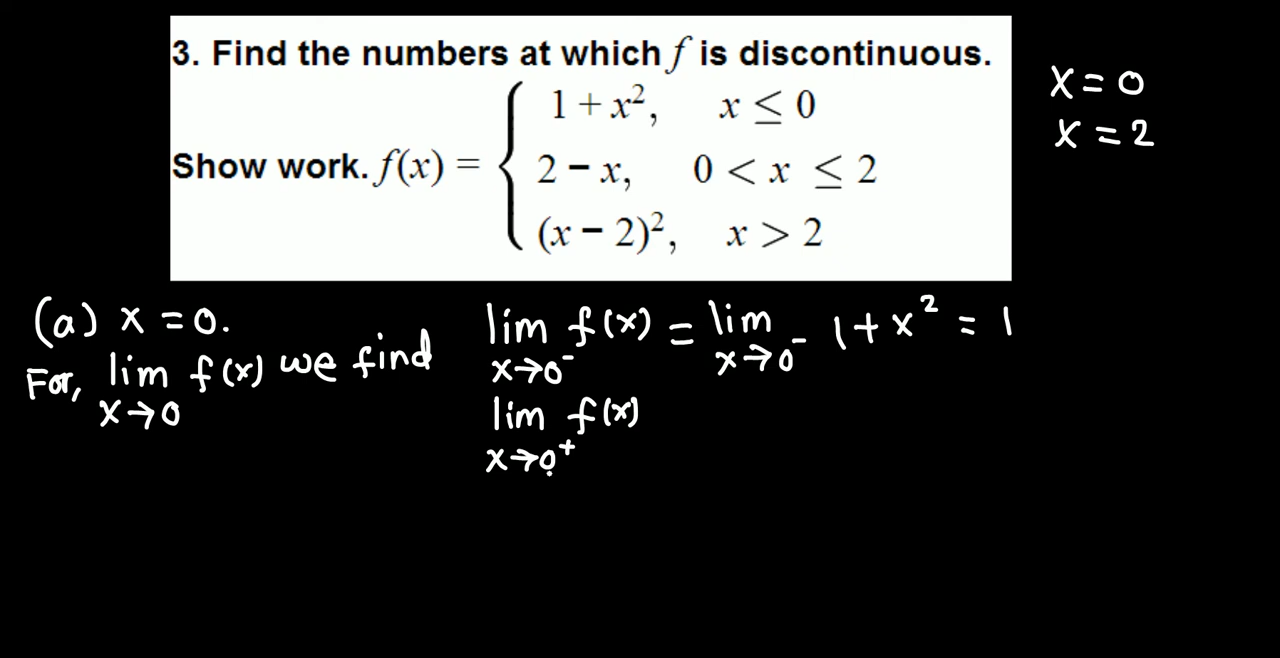 3. Find the numbers at which f is discontinuous.
Show work. f(x) = { 1 + x², x ≤ 0
2 − x, 0 < x ≤ 2
(x − 2)², x > 2
x = 0
x = 2
(a) x = 0.
For, lim x→0 f(x) we find
lim x→0⁻ f(x) = lim x→0⁻ 1 + x² = 1
lim x→0⁺ f(x)